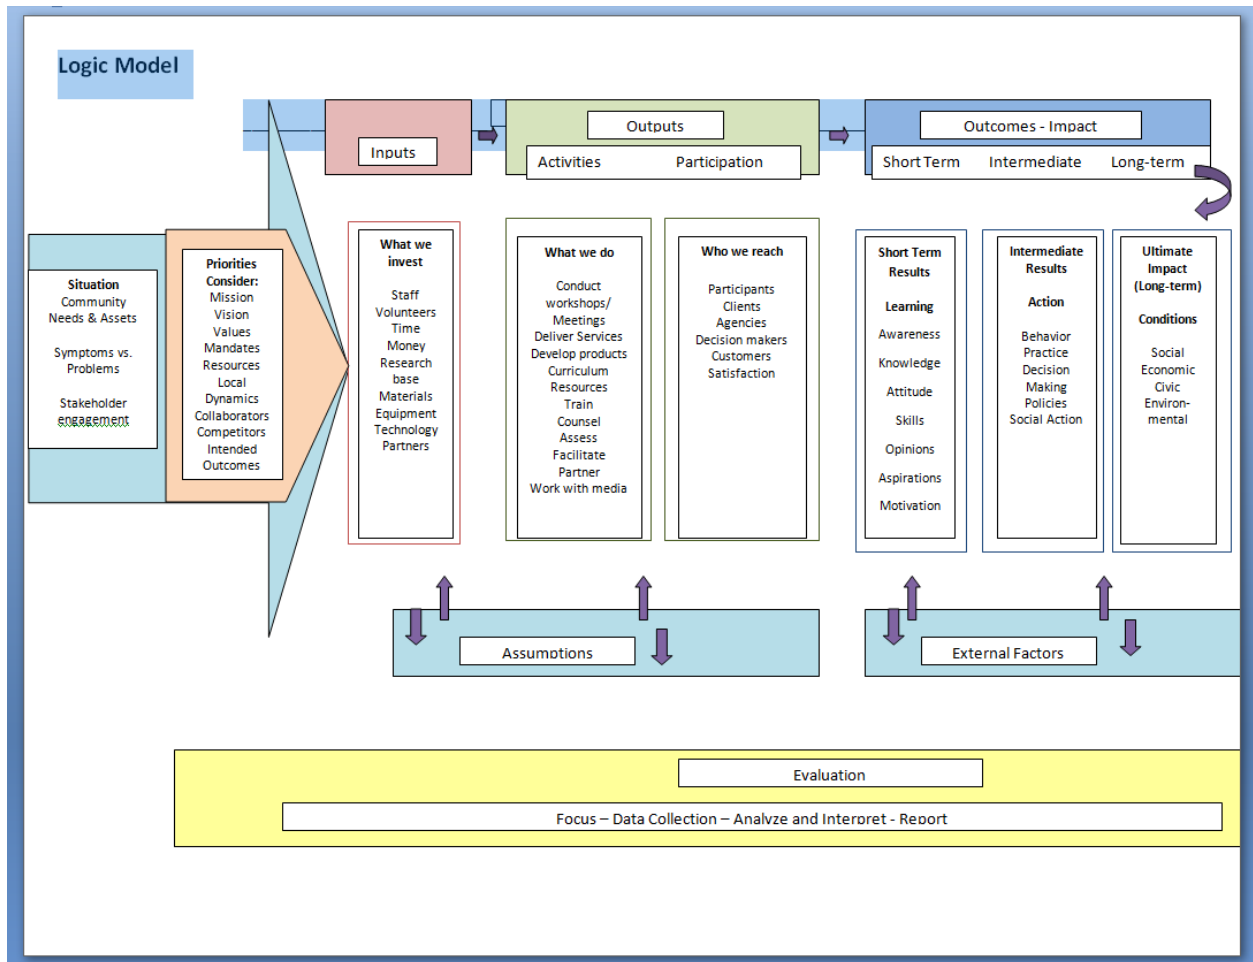 Logic Model
Inputs
Outputs
Activities Participation
Outcomes - Impact
Short Term Intermediate Long-term
Situation
Community
Needs & Assets
Symptoms vs.
Problems
Stakeholder
engagement
Priorities
Consider:
Mission
Vision
Values
Mandates
Resources
Local
Dynamics
Collaborators
Competitors
Intended
Outcomes
What we
invest
Staff
Volunteers
Time
Money
Research
base
Materials
Equipment
Technology
Partners
What we do
Conduct
workshops/
Meetings
Deliver Services
Develop products
Curriculum
Resources
Train
Counsel
Assess
Facilitate
Partner
Work with media
Who we reach
Participants
Clients
Agencies
Decision makers
Customers
Satisfaction
Short Term
Results
Learning
Awareness
Knowledge
Attitude
Skills
Opinions
Aspirations
Motivation
Intermediate
Results
Action
Behavior
Practice
Decision
Making
Policies
Social Action
Ultimate
Impact
(Long-term)
Conditions
Social
Economic
Civic
Environ-
mental
Assumptions
External Factors
Evaluation
Focus – Data Collection – Analyze and Interpret - Report